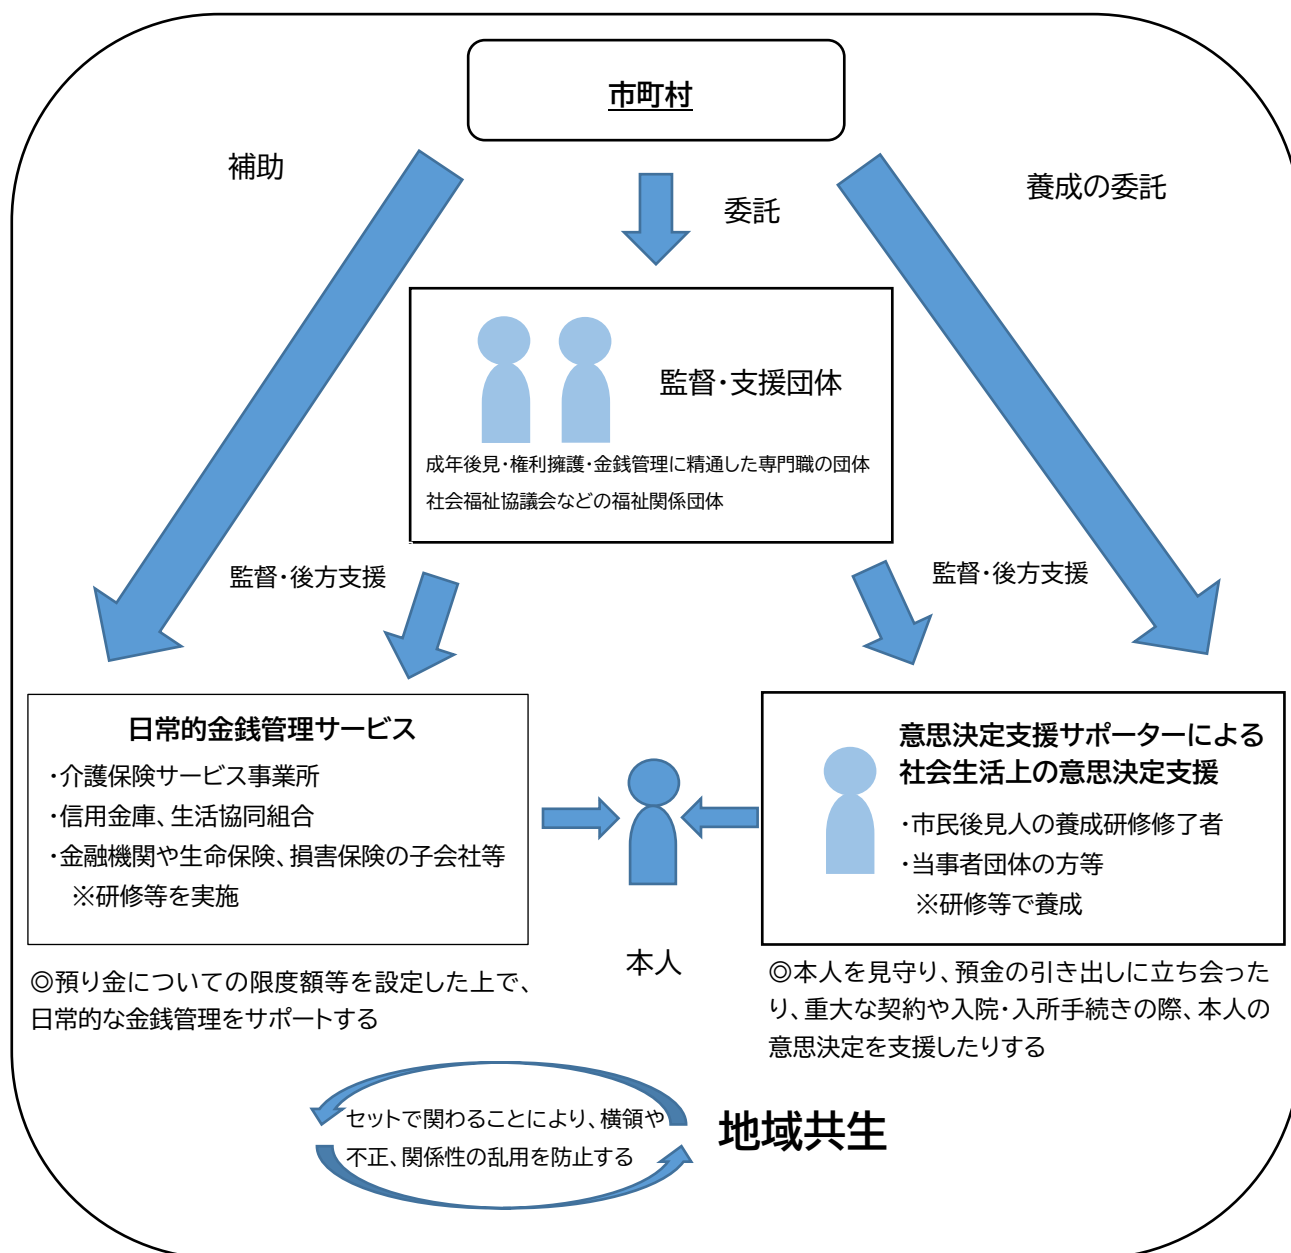 市町村
補助
委託
養成の委託
監督・支援団体
成年後見・権利擁護・金銭管理に精通した専門職の団体
社会福祉協議会などの福祉関係団体
監督・後方支援
監督・後方支援
日常的金銭管理サービス
・介護保険サービス事業所
・信用金庫、生活協同組合
・金融機関や生命保険、損害保険の子会社等
※研修等を実施
◎預り金についての限度額等を設定した上で、
日常的な金銭管理をサポートする
本人
意思決定支援サポーターによる
社会生活上の意思決定支援
・市民後見人の養成研修修了者
・当事者団体の方等
※研修等で養成
◎本人を見守り、預金の引き出しに立ち会った
り、重大な契約や入院・入所手続きの際、本人の
意思決定を支援したりする
セットで関わることにより、横領や
不正、関係性の乱用を防止する
地域共生